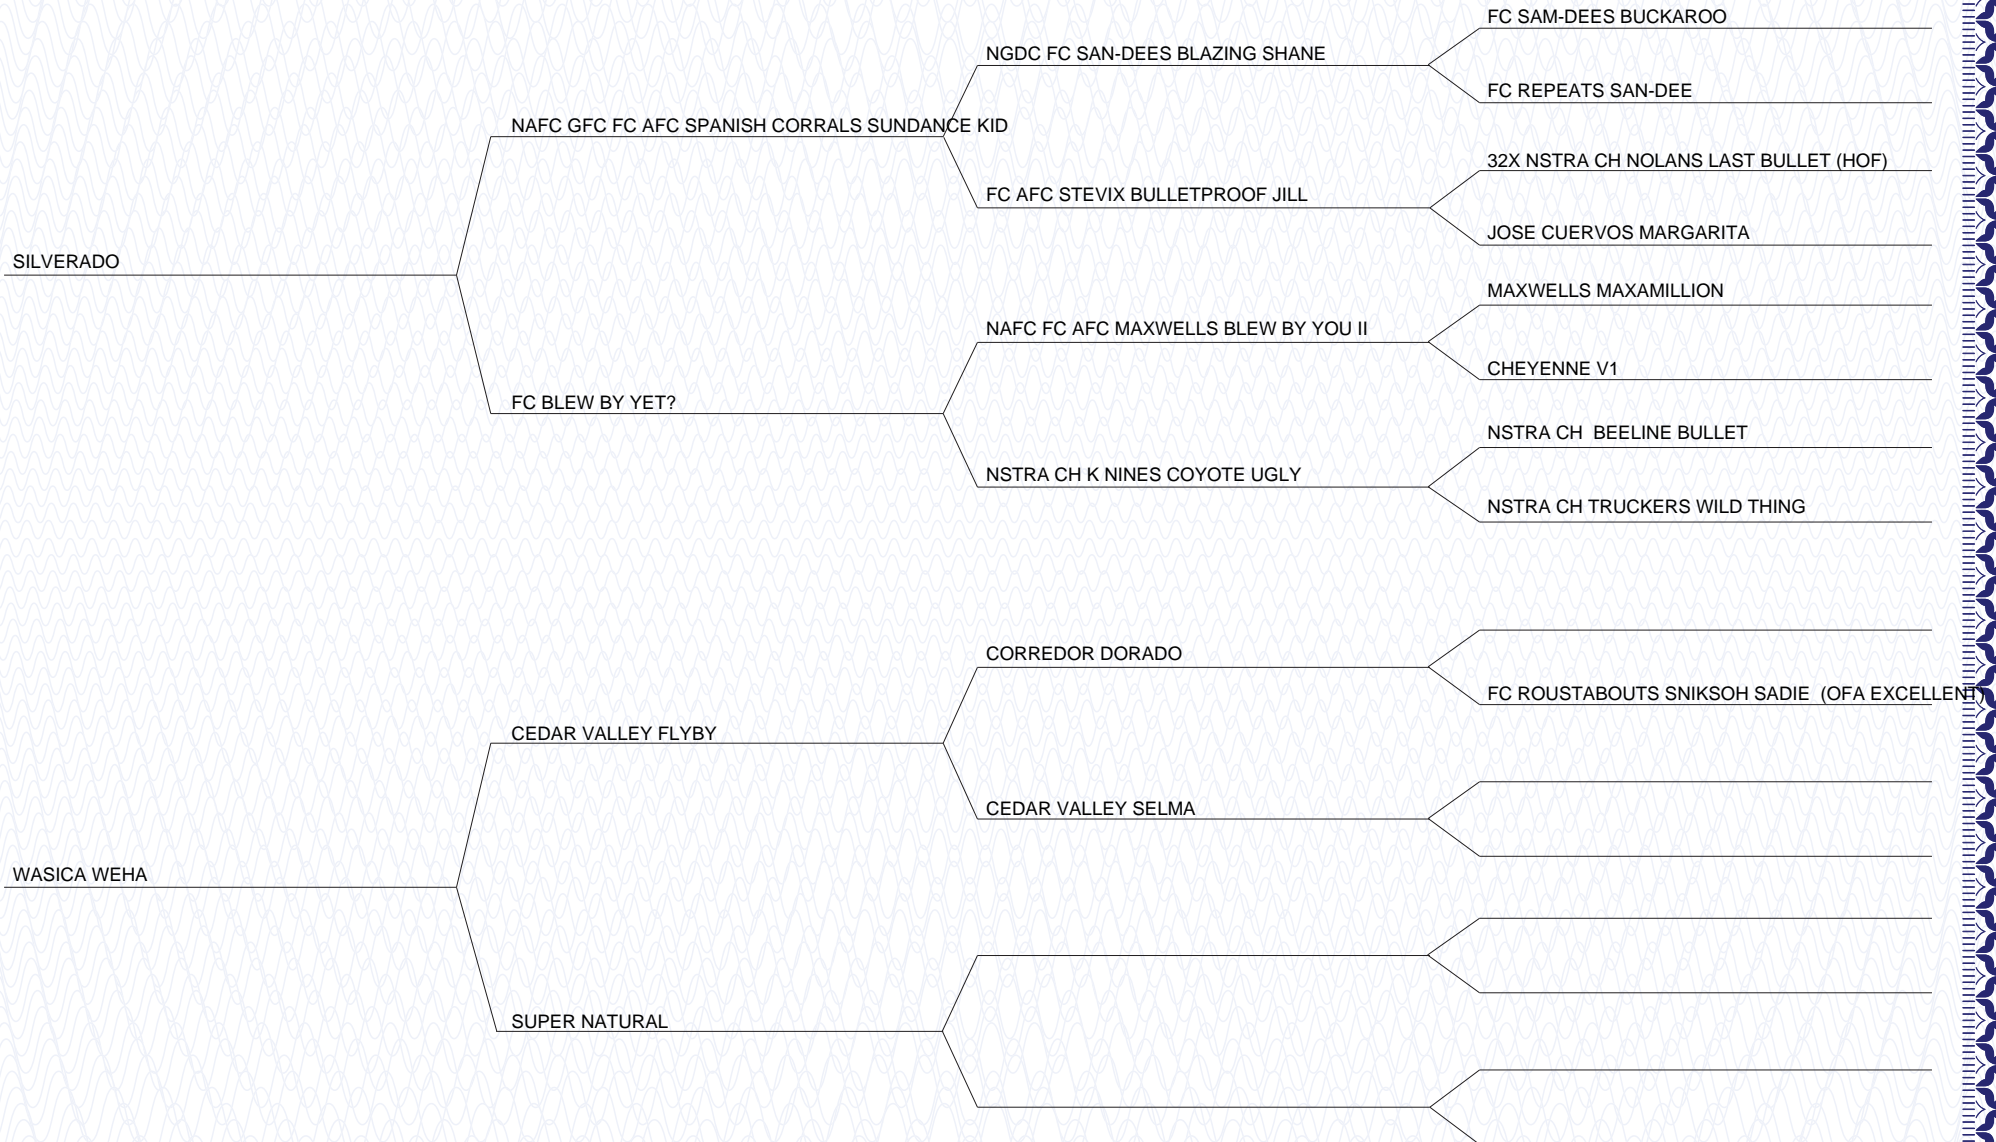 FC SAM-DEES BUCKAROO
NGDC FC SAN-DEES BLAZING SHANE
FC REPEATS SAN-DEE
NAFC GFC FC AFC SPANISH CORRALS SUNDANCE KID
32X NSTRA CH NOLANS LAST BULLET (HOF)
FC AFC STEVIX BULLETPROOF JILL
JOSE CUERVOS MARGARITA
SILVERADO
MAXWELLS MAXAMILLION
NAFC FC AFC MAXWELLS BLEW BY YOU II
CHEYENNE V1
FC BLEW BY YET?
NSTRA CH  BEELINE BULLET
NSTRA CH K NINES COYOTE UGLY
NSTRA CH TRUCKERS WILD THING
CORREDOR DORADO
FC ROUSTABOUTS SNIKSOH SADIE  (OFA EXCELLENT)
CEDAR VALLEY FLYBY
CEDAR VALLEY SELMA
WASICA WEHA
SUPER NATURAL